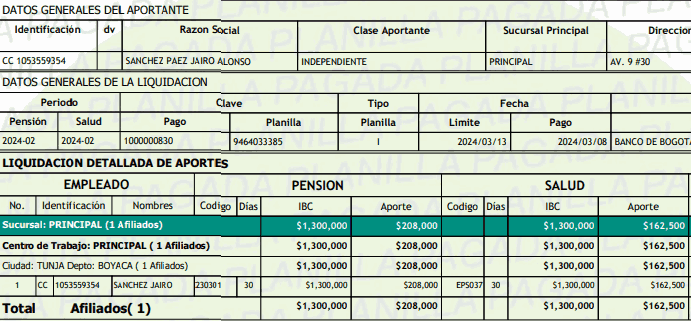 DATOS GENERALES DEL APORTANTE
Identificación dv Razon Social Clase Aportante Sucursal Principal Direccion
CC 1053559354 SANCHEZ PAEZ JAIRO ALONSO INDEPENDIENTE PRINCIPAL AV. 9 #30
DATOS GENERALES DE LA LIQUIDACION
Periodo Clave Tipo Fecha
Pensión Salud Pago Planilla Planilla Limite Pago
2024-02 2024-02 1000000830 9464033385 I 2024/03/13 2024/03/08 BANCO DE BOGOTA
LIQUIDACION DETALLADA DE APORTES
EMPLEADO PENSION SALUD
No. Identificación Nombres Codigo Días IBC Aporte Codigo Días IBC Aporte
Sucursal: PRINCIPAL (1 Afiliados) $1,300,000 $208,000 $1,300,000 $162,500
Centro de Trabajo: PRINCIPAL ( 1 Afiliados) $1,300,000 $208,000 $1,300,000 $162,500
Ciudad: TUNJA Depto: BOYACA ( 1 Afiliados) $1,300,000 $208,000 $1,300,000 $162,500
1 CC 1053559354 SANCHEZ JAIRO 230301 30 $1,300,000 $208,000 EPS037 30 $1,300,000 $162,500
Total Afiliados( 1) $1,300,000 $208,000 $1,300,000 $162,500
PLANILLA PAGADA